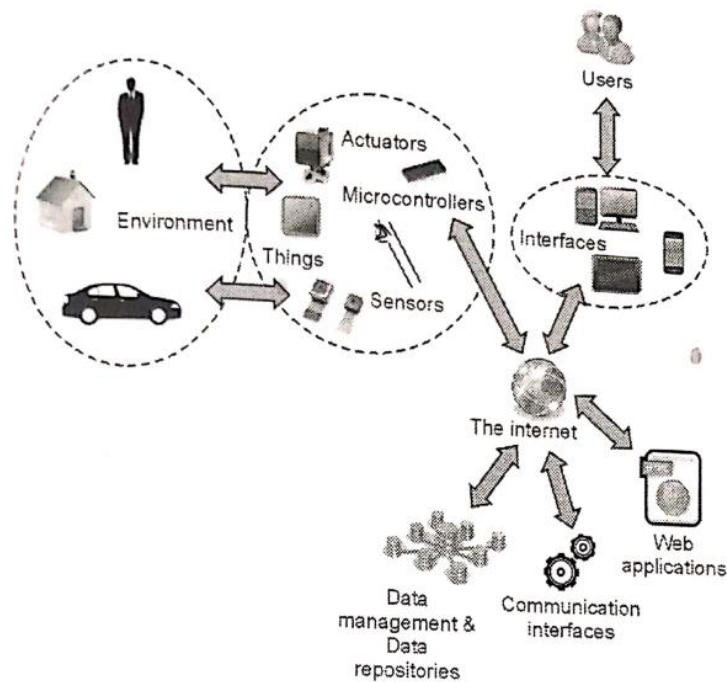 Users
Actuators
Microcontrollers
Environment
Things
Sensors
Interfaces
The internet
Web
applications
Data
management &
Data
repositories
Communication
interfaces